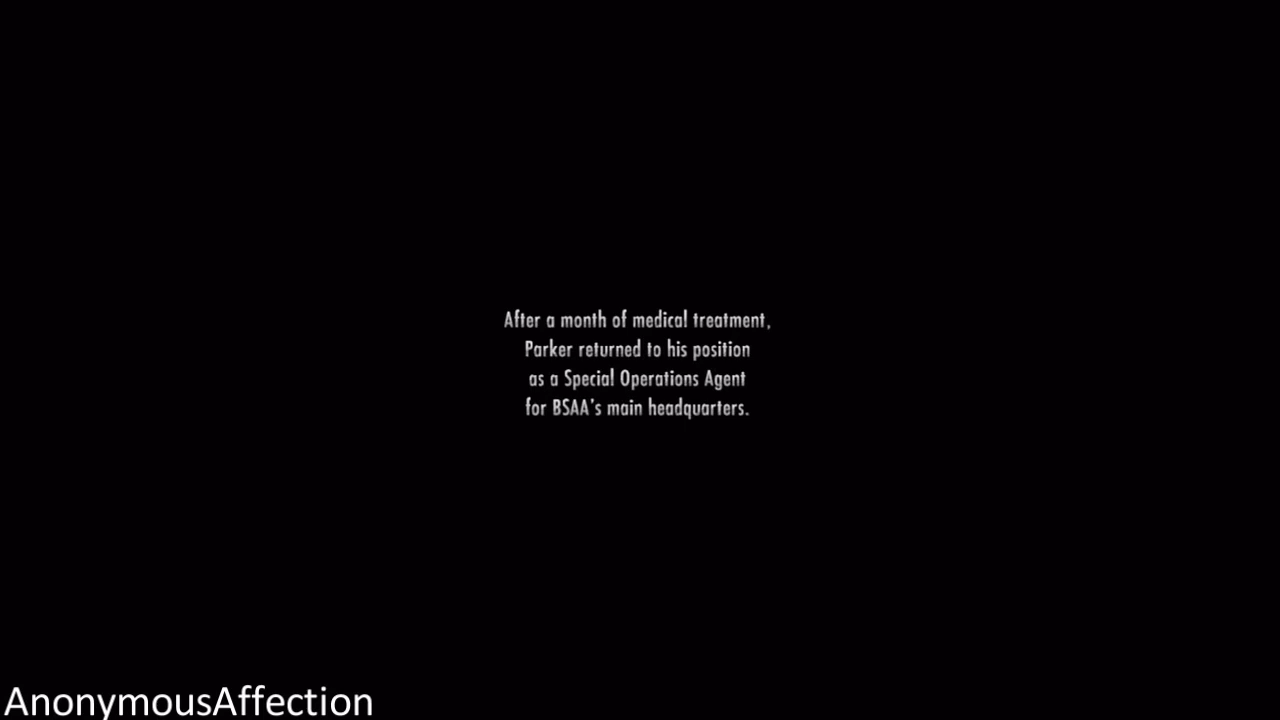 After a month of medical treatment,
Parker returned to his position
as a Special Operations Agent
for BSAA's main headquarters.
AnonymousAffection